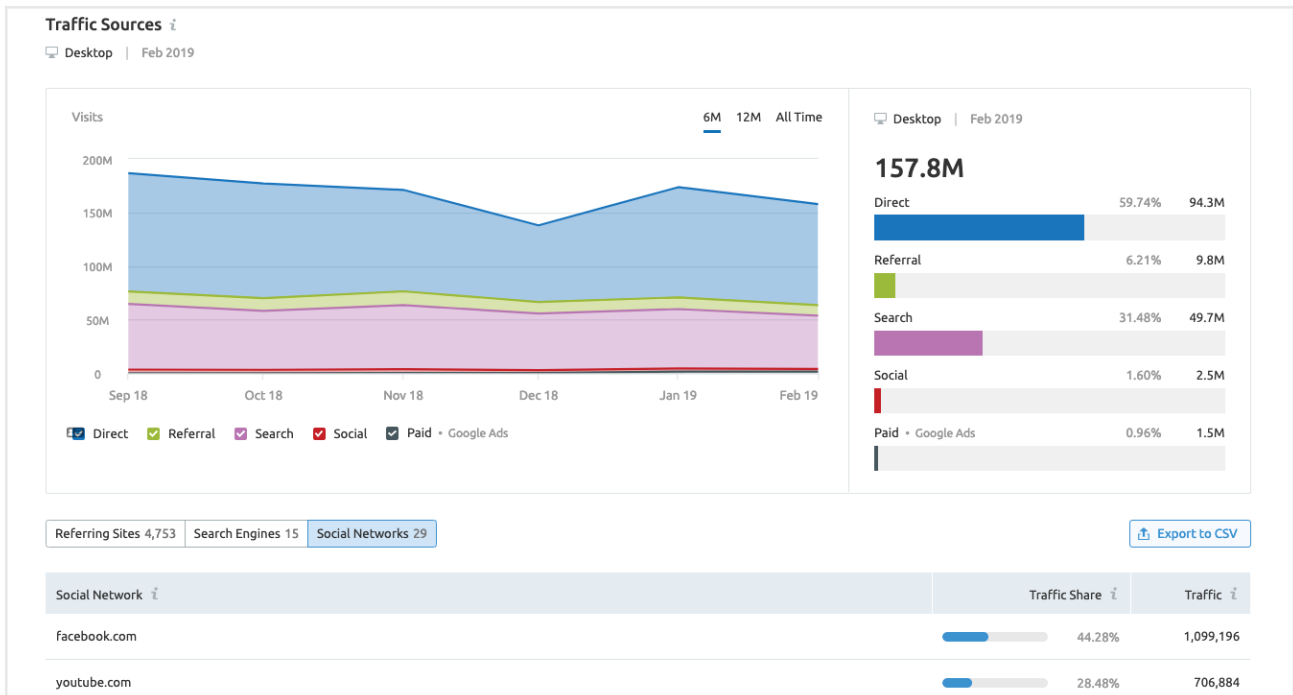 Traffic Sources i
Desktop | Feb 2019
Visits
6M 12M All Time
200M
150M
100M
50M
0
Sep 18 Oct 18 Nov 18 Dec 18 Jan 19 Feb 19
Direct Referral Search Social Paid • Google Ads
Desktop | Feb 2019
157.8M
Direct 59.74% 94.3M
Referral 6.21% 9.8M
Search 31.48% 49.7M
Social 1.60% 2.5M
Paid • Google Ads 0.96% 1.5M
Referring Sites 4,753 Search Engines 15 Social Networks 29
Export to CSV
Social Network i Traffic Share i Traffic i
facebook.com 44.28% 1,099,196
youtube.com 28.48% 706,884